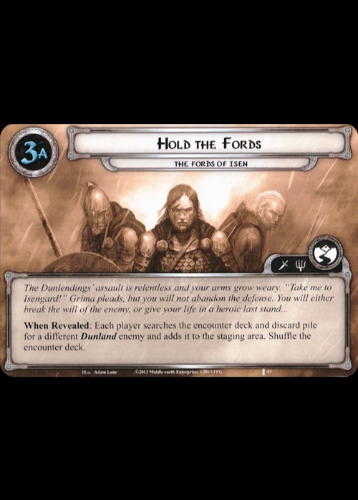 3A
HOLD THE FORDS
THE FORDS OF ISEN
The Dunlendings' assault is relentless and your arms grow weary. "Take me to
Isengard!" Gríma pleads, but you will not abandon the defense. You will either
break the will of the enemy, or give your life in a heroic last stand...
When Revealed: Each player searches the encounter deck and discard pile
for a different Dunland enemy and adds it to the staging area. Shuffle the
encounter deck.
Illus. Adam Lane ©2013 Middle-earth Enterprises